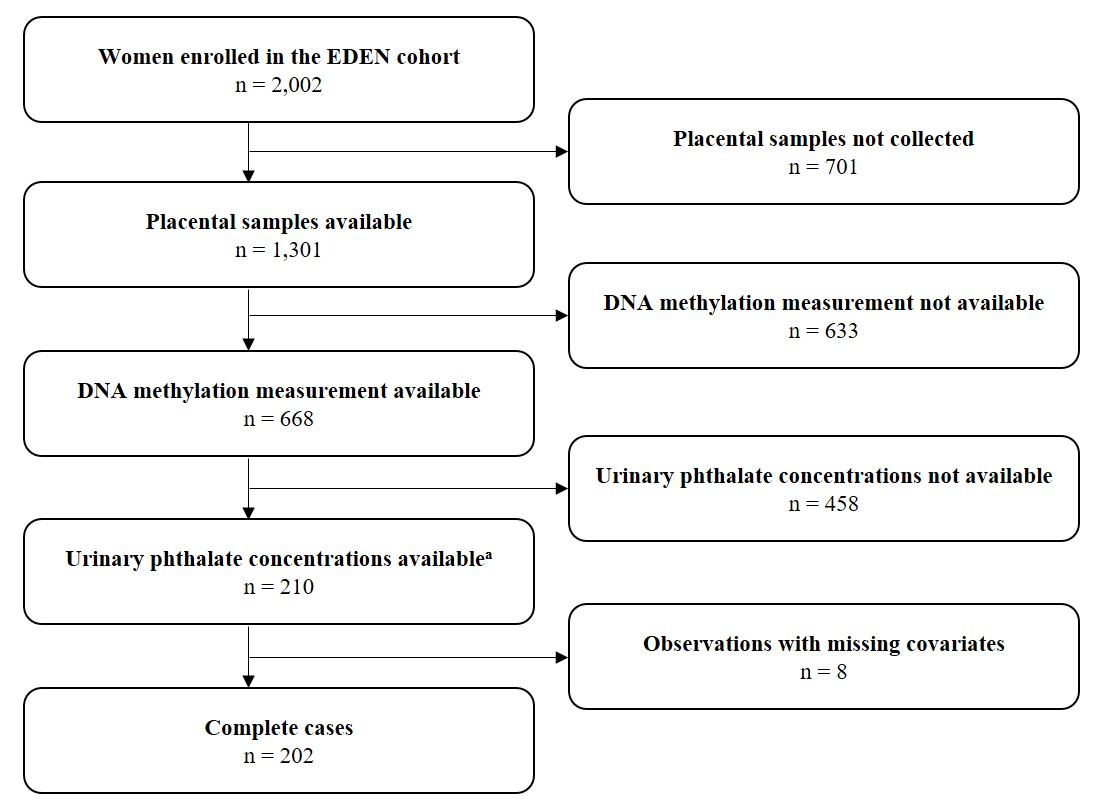 Women enrolled in the EDEN cohort
n = 2,002
Placental samples not collected
n = 701
Placental samples available
n = 1,301
DNA methylation measurement not available
n = 633
DNA methylation measurement available
n = 668
Urinary phthalate concentrations not available
n = 458
Urinary phthalate concentrations availableᵃ
n = 210
Observations with missing covariates
n = 8
Complete cases
n = 202